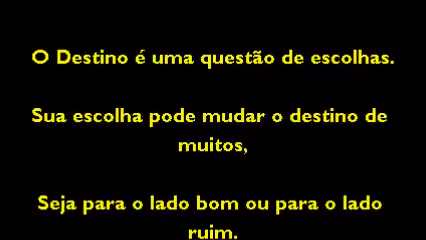 O Destino é uma questão de escolhas.
Sua escolha pode mudar o destino de
muitos,
Seja para o lado bom ou para o lado
ruim.